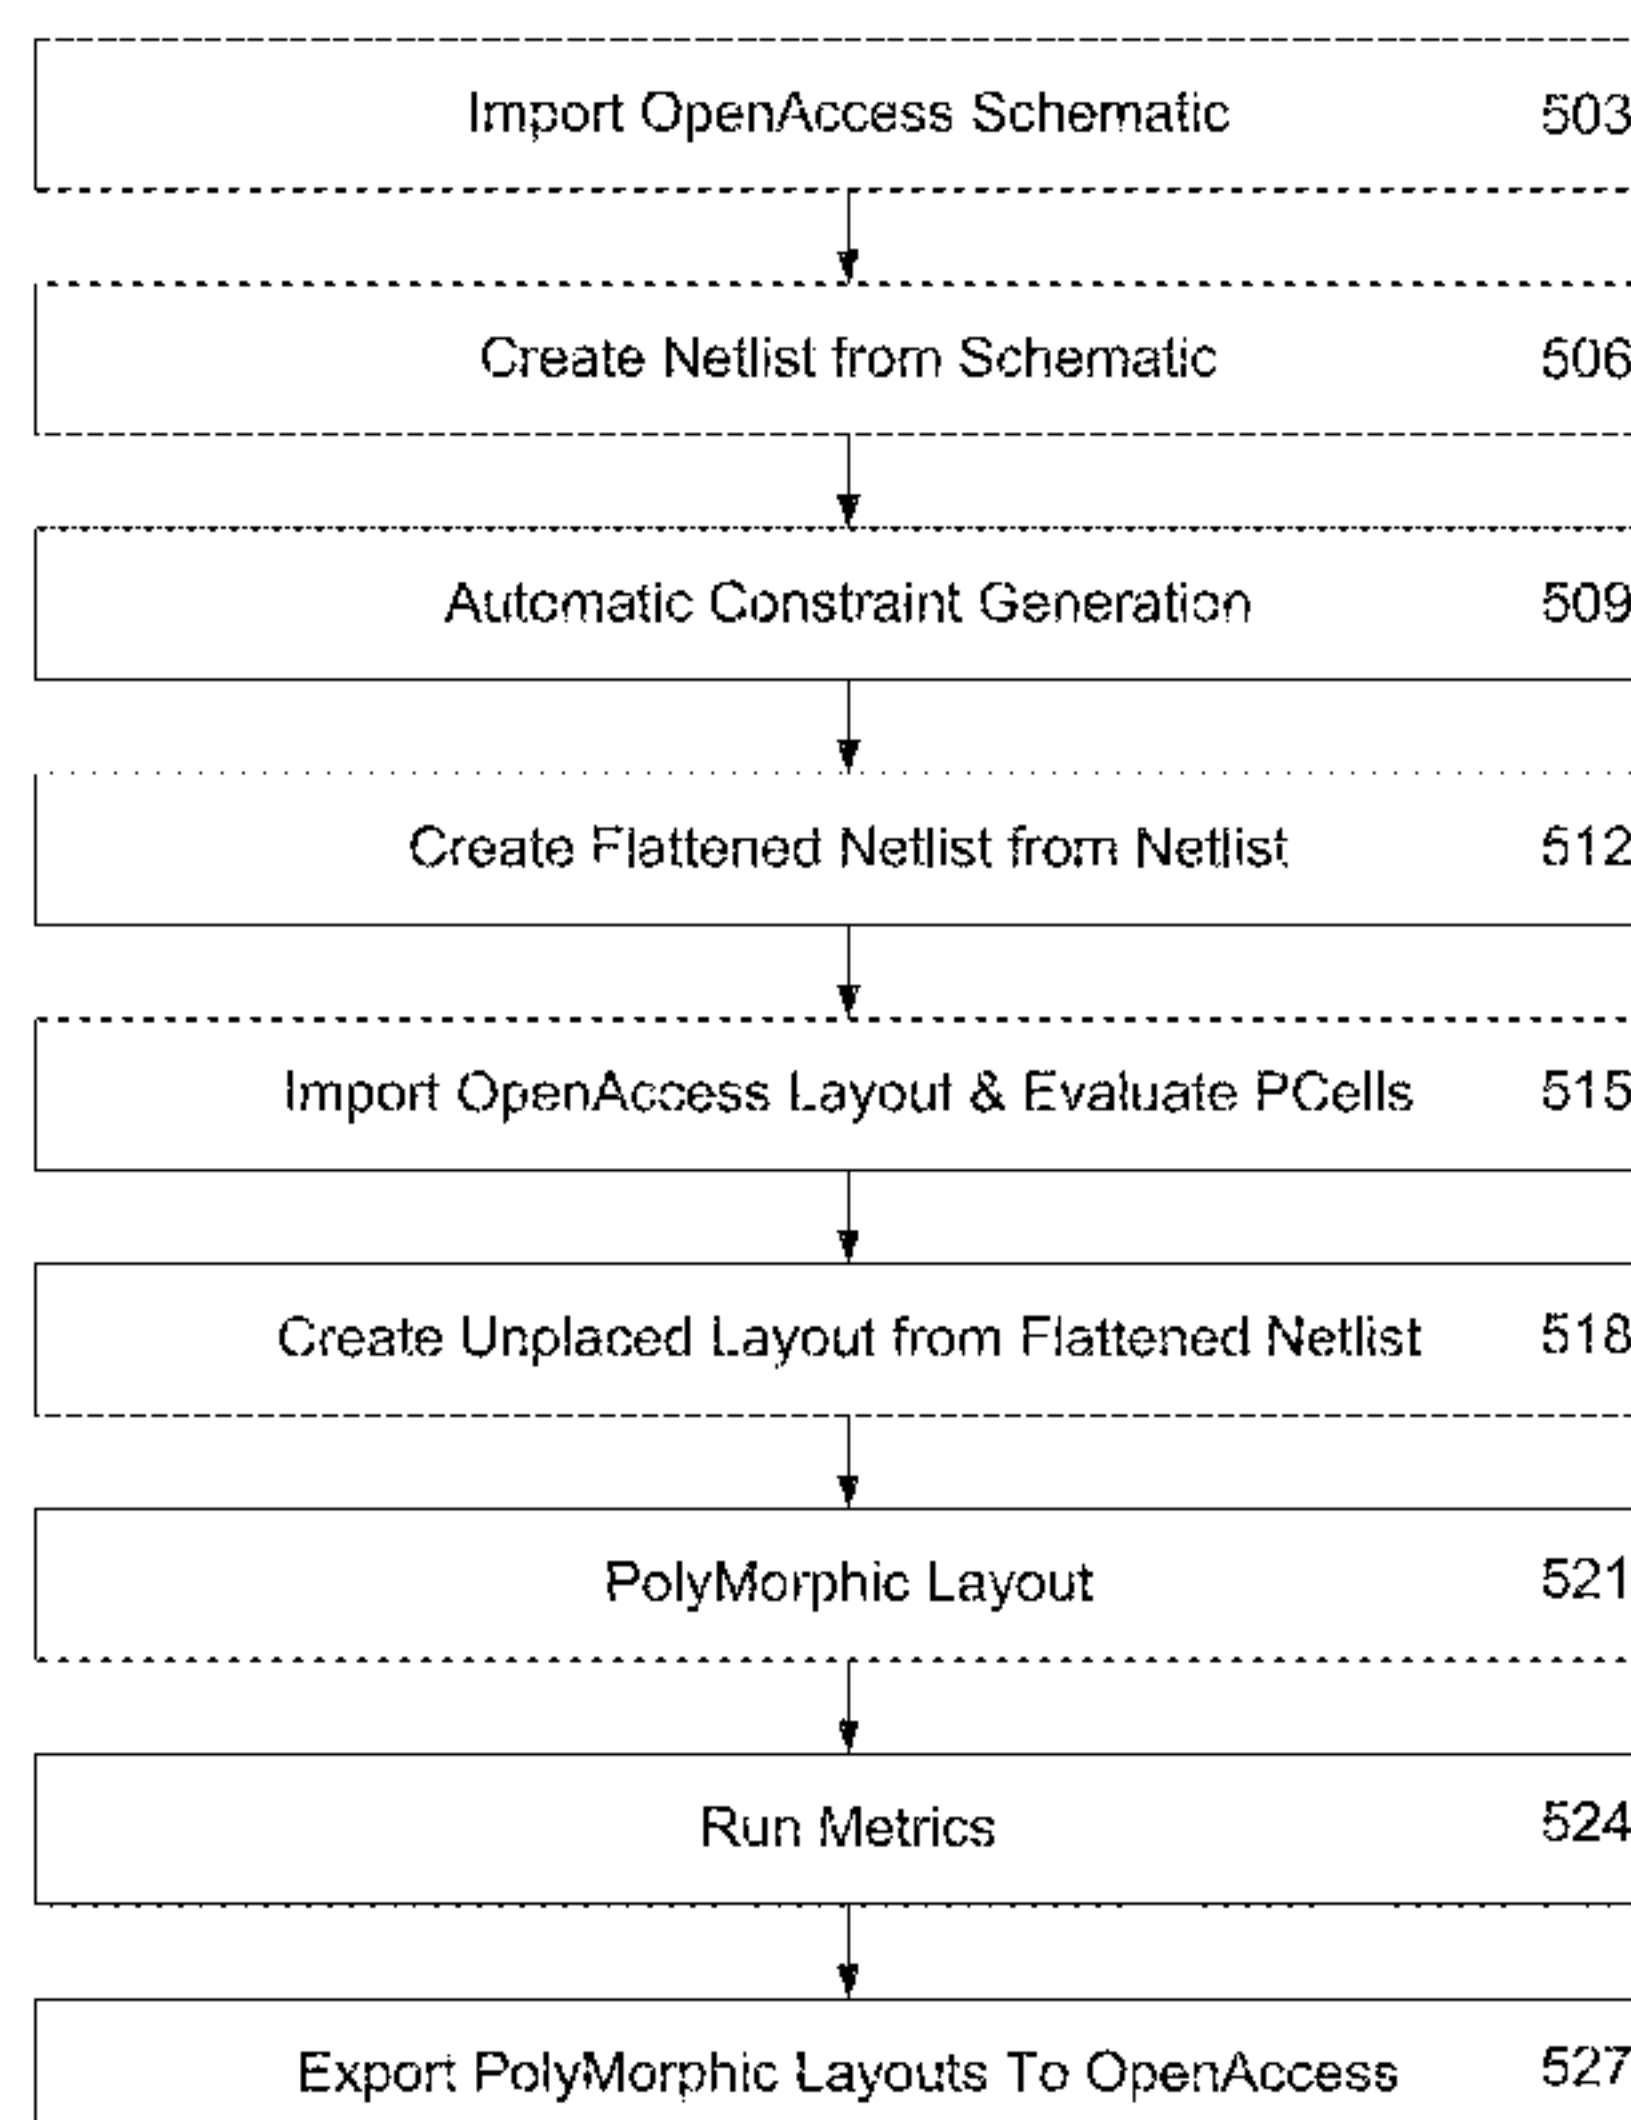 Import OpenAccess Schematic 503
Create Netlist from Schematic 506
Automatic Constraint Generation 509
Create Flattened Netlist from Netlist 512
Import OpenAccess Layout & Evaluate PCells 515
Create Unplaced Layout from Flattened Netlist 518
PolyMorphic Layout 521
Run Metrics 524
Export PolyMorphic Layouts To OpenAccess 527